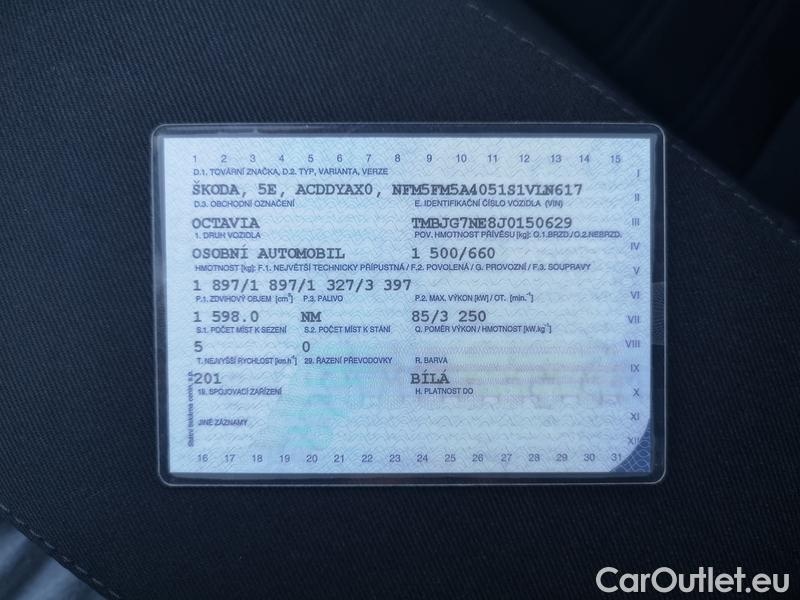 1 2 3 4 5 6 7 8 9 10 11 12 13 14 15
D.1. TOVÁRNÍ ZNAČKA, D.2. TYP, VARIANTA, VERZE
I
ŠKODA, 5E, ACDDYAX0, NFM5FM5A4051S1VLN617
D.3. OBCHODNÍ OZNAČENÍ E. IDENTIFIKAČNÍ ČÍSLO VOZIDLA (VIN)
II
OCTAVIA TMBJG7NE8J0150629
III
1. DRUH VOZIDLA POV. HMOTNOST PŘÍVĚSU [kg]: O.1.BRZD./O.2.NEBRZD.
OSOBNÍ AUTOMOBIL 1 500/660
IV
HMOTNOST [kg]: F.1. NEJVĚTŠÍ TECHNICKY PŘÍPUSTNÁ / F.2. POVOLENÁ / G. PROVOZNÍ / F.3. SOUPRAVY
V
1 897/1 897/1 327/3 397
P.1. ZDVIHOVÝ OBJEM [cm³] P.3. PALIVO P.2. MAX. VÝKON [kW] / OT. [min.⁻¹]
VI
1 598.0 NM 85/3 250
VII
S.1. POČET MÍST K SEZENÍ S.2. POČET MÍST K STÁNÍ Q. POMĚR VÝKON / HMOTNOST [kW.kg⁻¹]
5 0
VIII
T. NEJVYŠŠÍ RYCHLOST [km.h⁻¹] 29. ŘAZENÍ PŘEVODOVKY R. BARVA
IX
201 BÍLÁ
18. SPOJOVACÍ ZAŘÍZENÍ H. PLATNOST DO
X
XI
JINÉ ZÁZNAMY
XII
Státní tiskárna cenin, s.p.
16 17 18 19 20 21 22 23 24 25 26 27 28 29 30 31
CarOutlet.eu